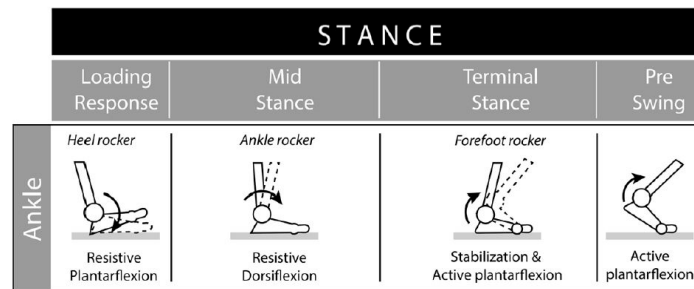 STANCE
Loading Response
Mid Stance
Terminal Stance
Pre Swing
Ankle
Heel rocker
Ankle rocker
Forefoot rocker
Resistive Plantarflexion
Resistive Dorsiflexion
Stabilization & Active plantarflexion
Active plantarflexion